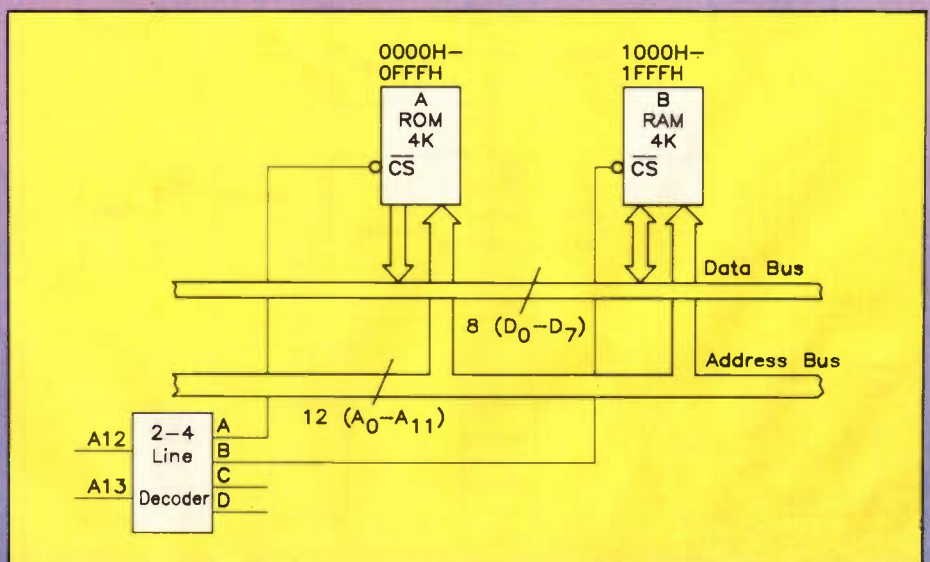 0000H–
0FFFH
A
ROM
4K
CS
1000H–
1FFFH
B
RAM
4K
CS
Data Bus
8 (D0–D7)
Address Bus
12 (A0–A11)
A12
A13
2–4
Line
Decoder
A
B
C
D